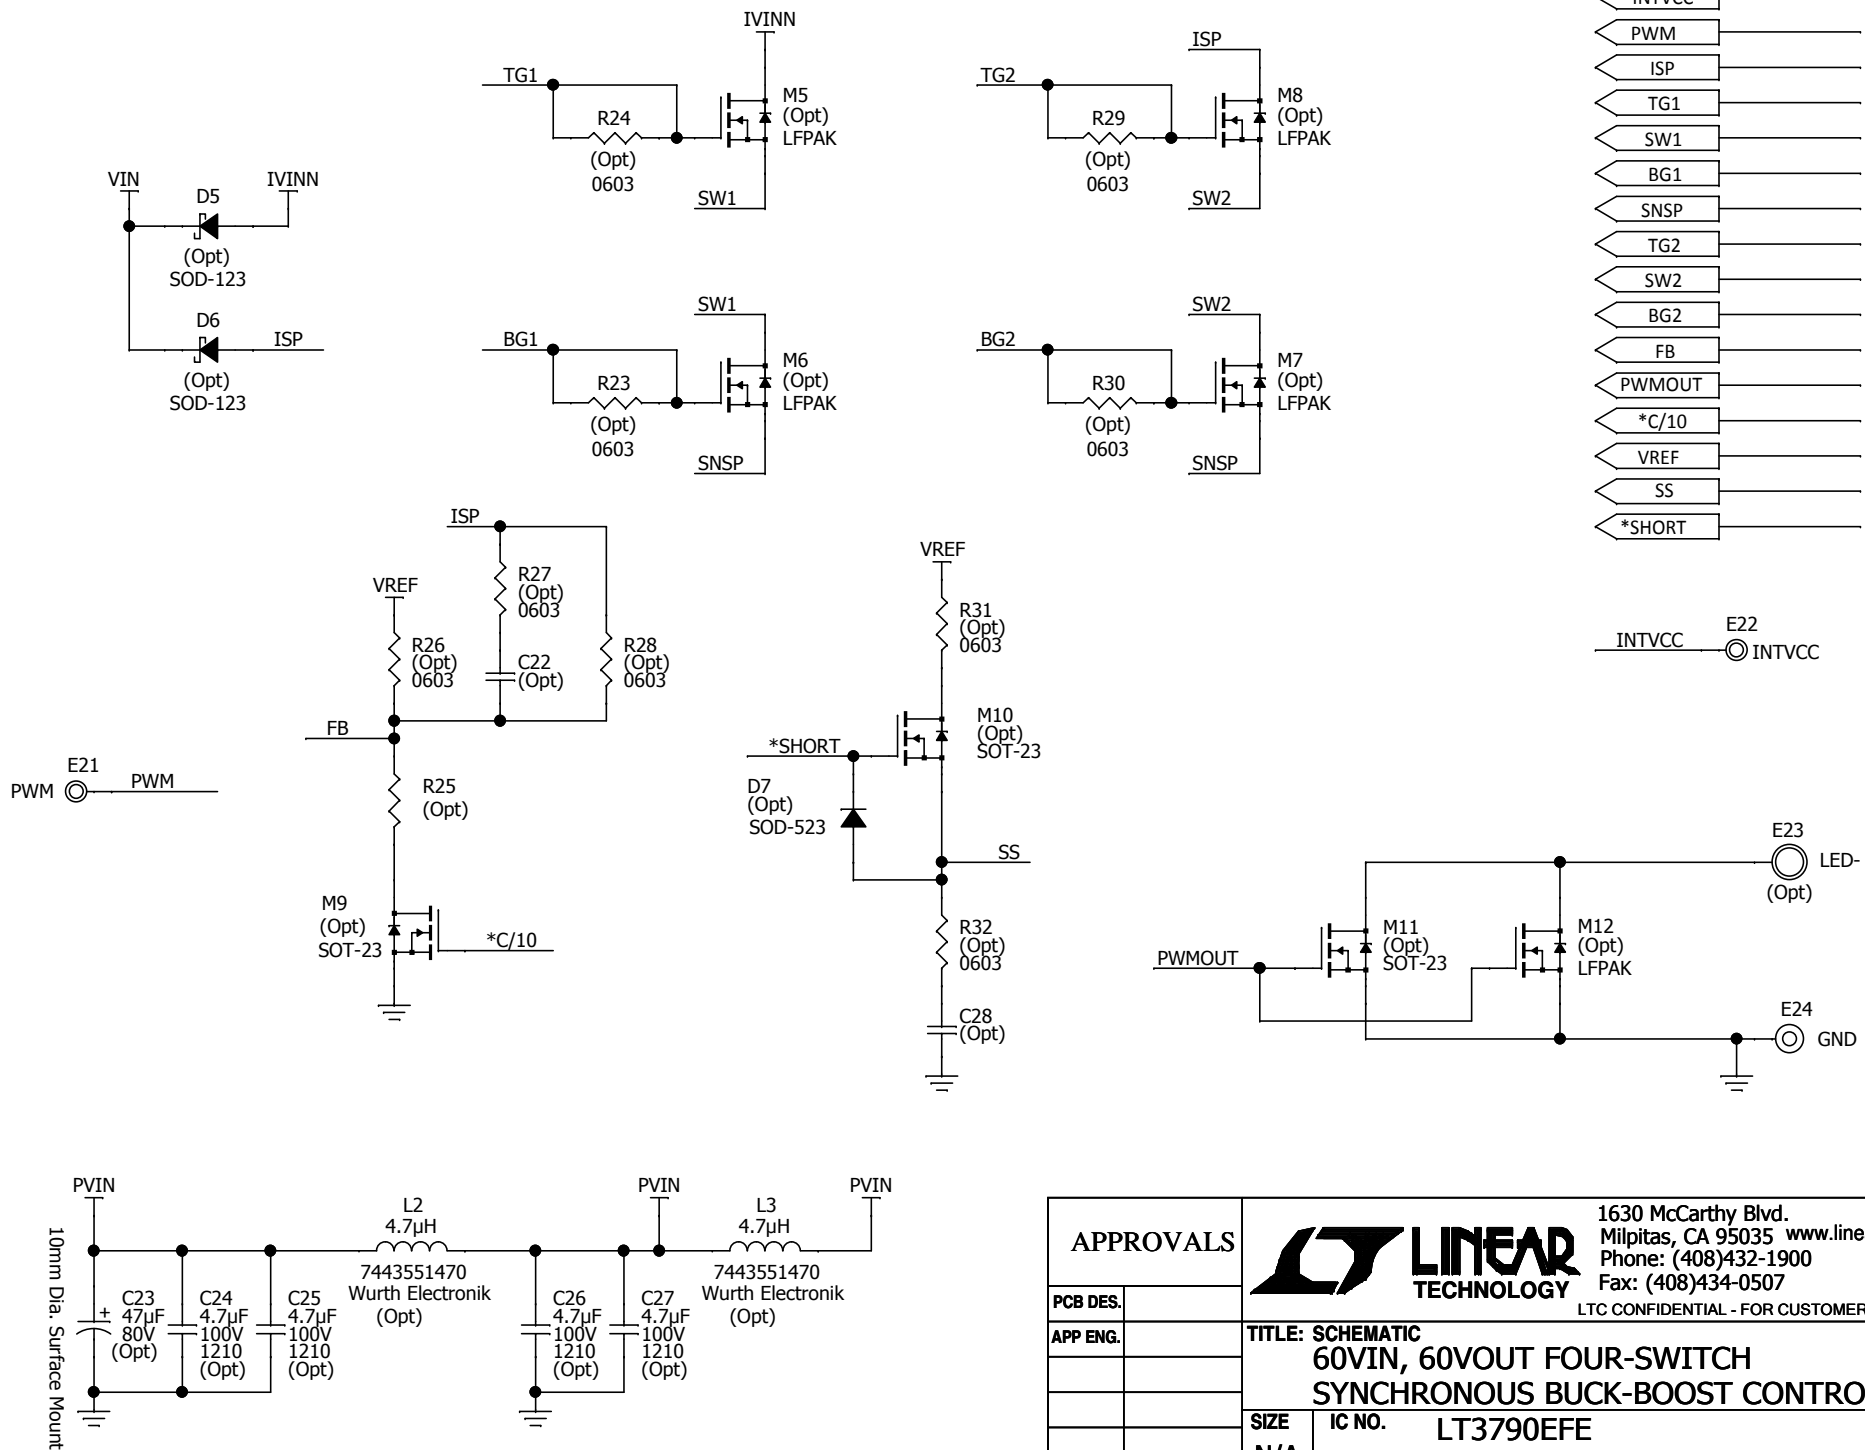 IVINN
TG1
R24
(Opt)
0603
M5
(Opt)
LFPAK
SW1
ISP
TG2
R29
(Opt)
0603
M8
(Opt)
LFPAK
SW2
VIN
D5
IVINN
(Opt)
SOD-123
D6
ISP
(Opt)
SOD-123
SW1
BG1
R23
(Opt)
0603
M6
(Opt)
LFPAK
SNSP
SW2
BG2
R30
(Opt)
0603
M7
(Opt)
LFPAK
SNSP
INTVCC
PWM
ISP
TG1
SW1
BG1
SNSP
TG2
SW2
BG2
FB
PWMOUT
*C/10
VREF
SS
*SHORT
ISP
VREF
R27
(Opt)
0603
R26
(Opt)
0603
C22
(Opt)
R28
(Opt)
0603
FB
R25
(Opt)
M9
(Opt)
SOT-23
*C/10
E21
PWM
PWM
VREF
R31
(Opt)
0603
M10
(Opt)
SOT-23
*SHORT
D7
(Opt)
SOD-523
SS
R32
(Opt)
0603
C28
(Opt)
INTVCC
E22
INTVCC
E23
LED-
(Opt)
PWMOUT
M11
(Opt)
SOT-23
M12
(Opt)
LFPAK
E24
GND
PVIN
L2
4.7µH
7443551470
Wurth Electronik
(Opt)
PVIN
L3
4.7µH
7443551470
Wurth Electronik
(Opt)
PVIN
10mm Dia. Surface Mount
+
C23
47µF
80V
(Opt)
C24
4.7µF
100V
1210
(Opt)
C25
4.7µF
100V
1210
(Opt)
C26
4.7µF
100V
1210
(Opt)
C27
4.7µF
100V
1210
(Opt)
APPROVALS
PCB DES.
APP ENG.
LINEAR
TECHNOLOGY
1630 McCarthy Blvd.
Milpitas, CA 95035 www.line
Phone: (408)432-1900
Fax: (408)434-0507
LTC CONFIDENTIAL - FOR CUSTOMER
TITLE: SCHEMATIC
60VIN, 60VOUT FOUR-SWITCH
SYNCHRONOUS BUCK-BOOST CONTRO
SIZE
N/A
IC NO.
LT3790EFE